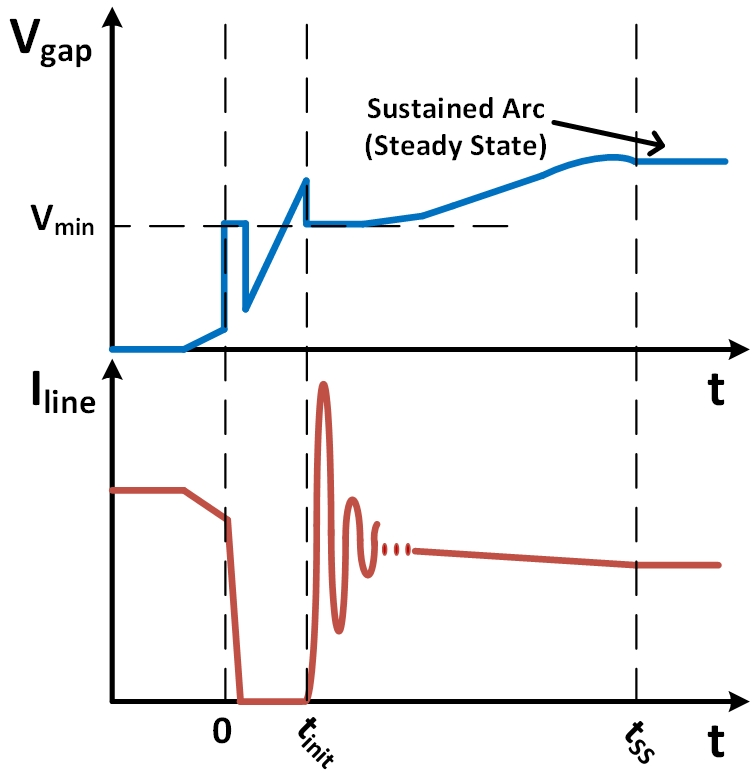 Vgap
Sustained Arc
(Steady State)
Vmin
t
Iline
0
tinit
tSS
t